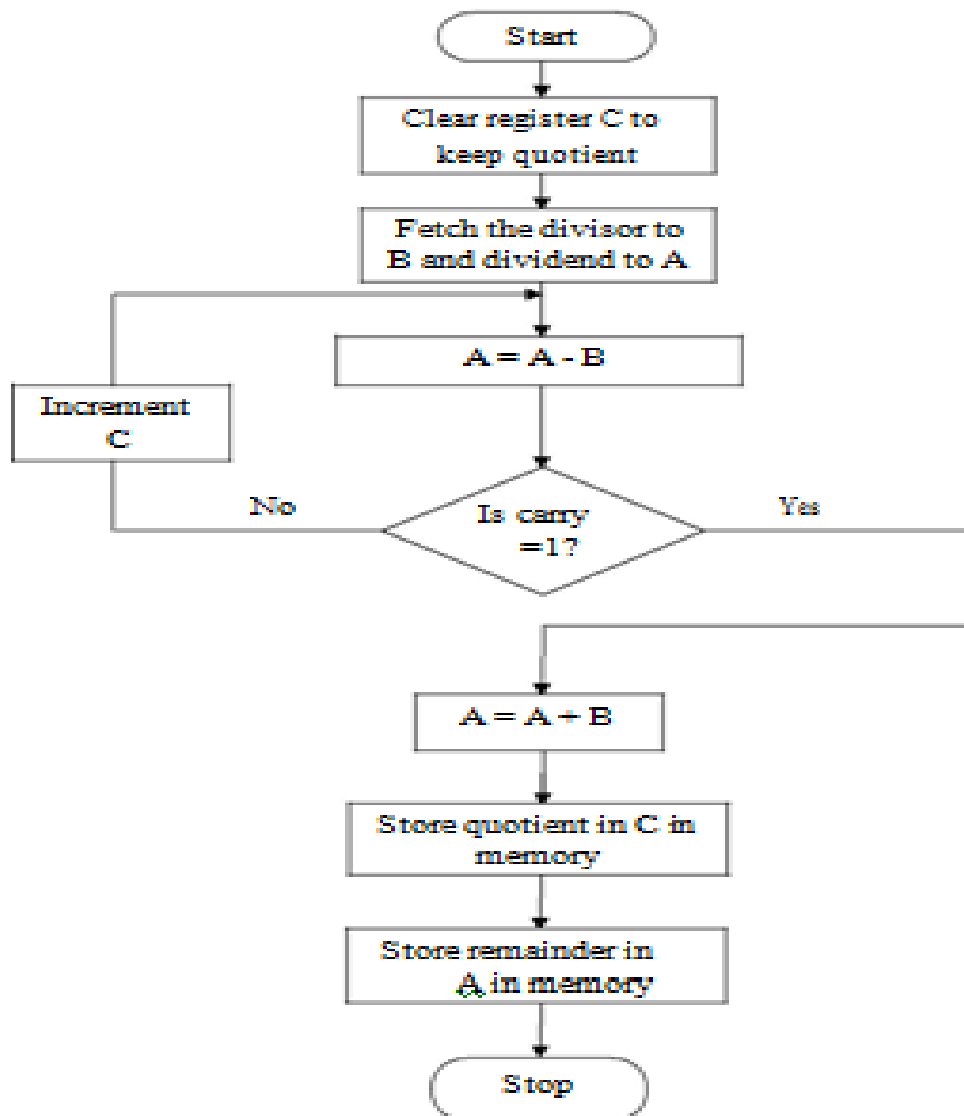 Start
Clear register C to
keep quotient
Fetch the divisor to
B and dividend to A
A = A - B
Increment
C
No
Is carry
=1?
Yes
A = A + B
Store quotient in C in
memory
Store remainder in
A in memory
Stop